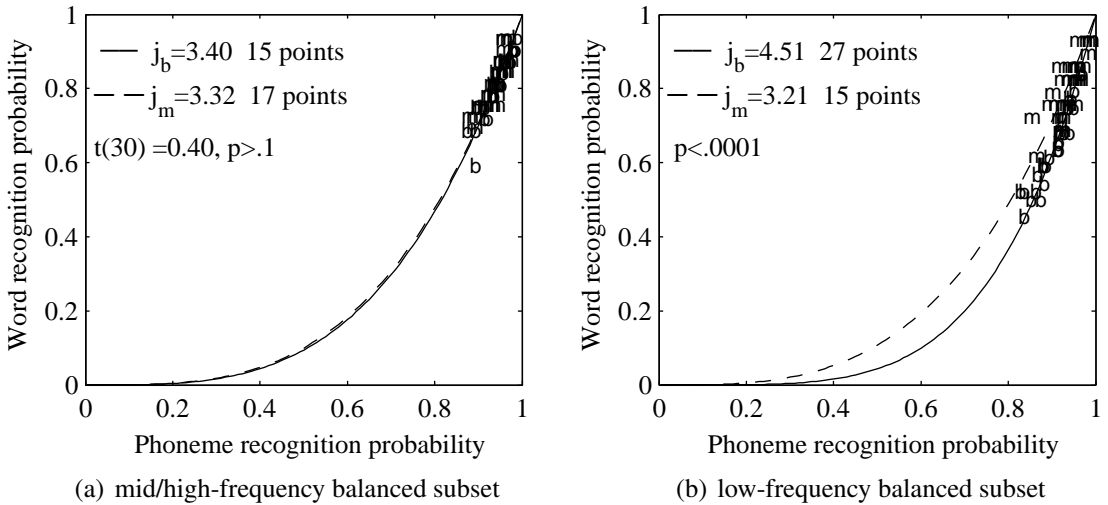 j_b=3.40 15 points
j_m=3.32 17 points
t(30) =0.40, p>.1
b
Word recognition probability
1
0.8
0.6
0.4
0.2
0
0 0.2 0.4 0.6 0.8 1
Phoneme recognition probability
(a) mid/high-frequency balanced subset
j_b=4.51 27 points
j_m=3.21 15 points
p<.0001
m
m
b
b
Word recognition probability
1
0.8
0.6
0.4
0.2
0
0 0.2 0.4 0.6 0.8 1
Phoneme recognition probability
(b) low-frequency balanced subset